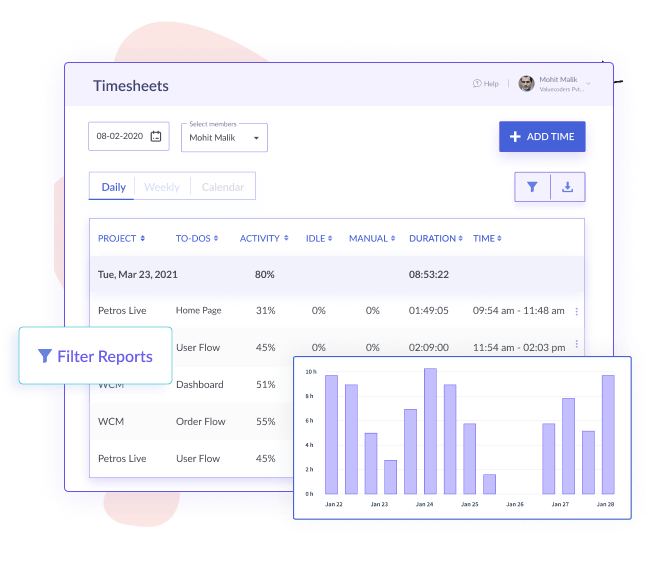 Timesheets
Help
Mohit Malik
Valuecoders Pvt...
08-02-2020
Select members
Mohit Malik
ADD TIME
Daily
Weekly
Calendar
PROJECT TO-DOS ACTIVITY IDLE MANUAL DURATION TIME
Tue, Mar 23, 2021 80% 08:53:22
Petros Live Home Page 31% 0% 0% 01:49:05 09:54 am - 11:48 am
User Flow 45% 0% 0% 02:09:00 11:54 am - 02:03 pm
Filter Reports
WCM Dashboard 51%
WCM Order Flow 55%
Petros Live User Flow 45%
10 h
8 h
6 h
4 h
2 h
0 h
Jan 22 Jan 23 Jan 24 Jan 25 Jan 26 Jan 27 Jan 28